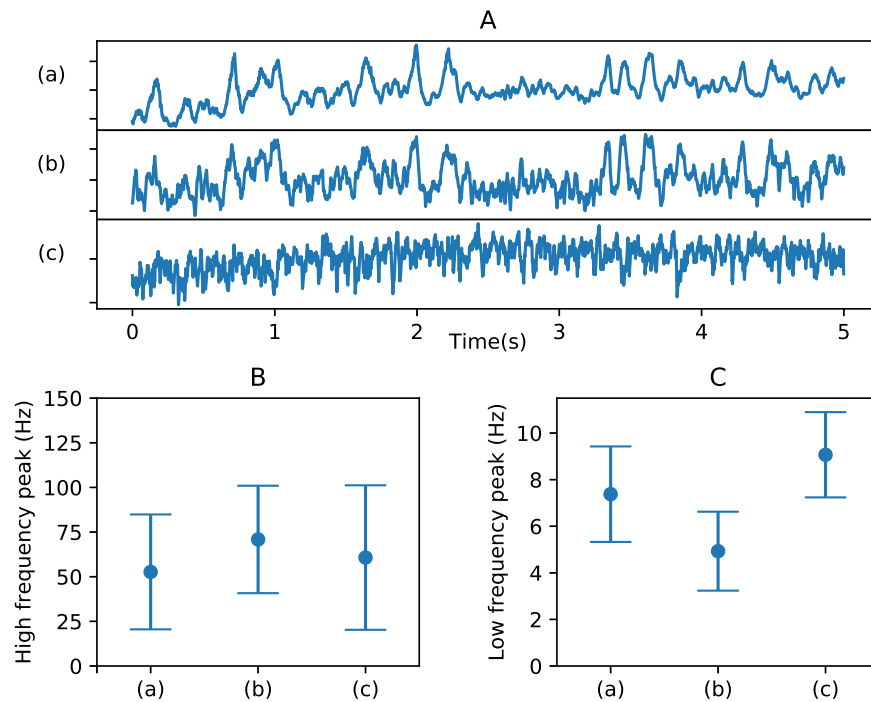 A
(a)
(b)
(c)
0 1 2 3 4 5
Time(s)
B
High frequency peak (Hz)
150
125
100
75
50
25
0
(a) (b) (c)
C
Low frequency peak (Hz)
10
8
6
4
2
0
(a) (b) (c)